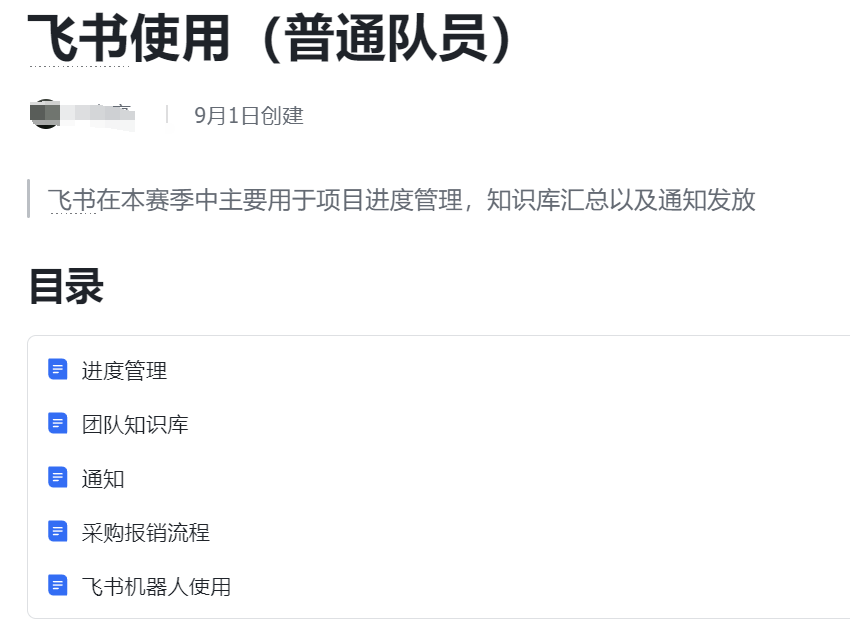 飞书使用（普通队员）
9月1日创建
飞书在本赛季中主要用于项目进度管理，知识库汇总以及通知发放
目录
进度管理
团队知识库
通知
采购报销流程
飞书机器人使用